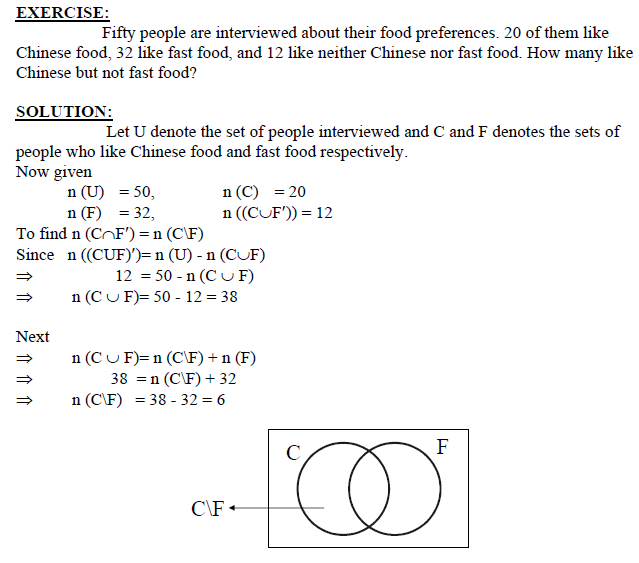 EXERCISE:
Fifty people are interviewed about their food preferences. 20 of them like
Chinese food, 32 like fast food, and 12 like neither Chinese nor fast food. How many like
Chinese but not fast food?
SOLUTION:
Let U denote the set of people interviewed and C and F denotes the sets of
people who like Chinese food and fast food respectively.
Now given
n (U) = 50, n (C) = 20
n (F) = 32, n ((C∪F')) = 12
To find n (C∩F') = n (C\F)
Since n ((CUF)')= n (U) - n (C∪F)
⇒ 12 = 50 - n (C ∪ F)
⇒ n (C ∪ F)= 50 - 12 = 38
Next
⇒ n (C ∪ F)= n (C\F) + n (F)
⇒ 38 = n (C\F) + 32
⇒ n (C\F) = 38 - 32 = 6
C F
C\F